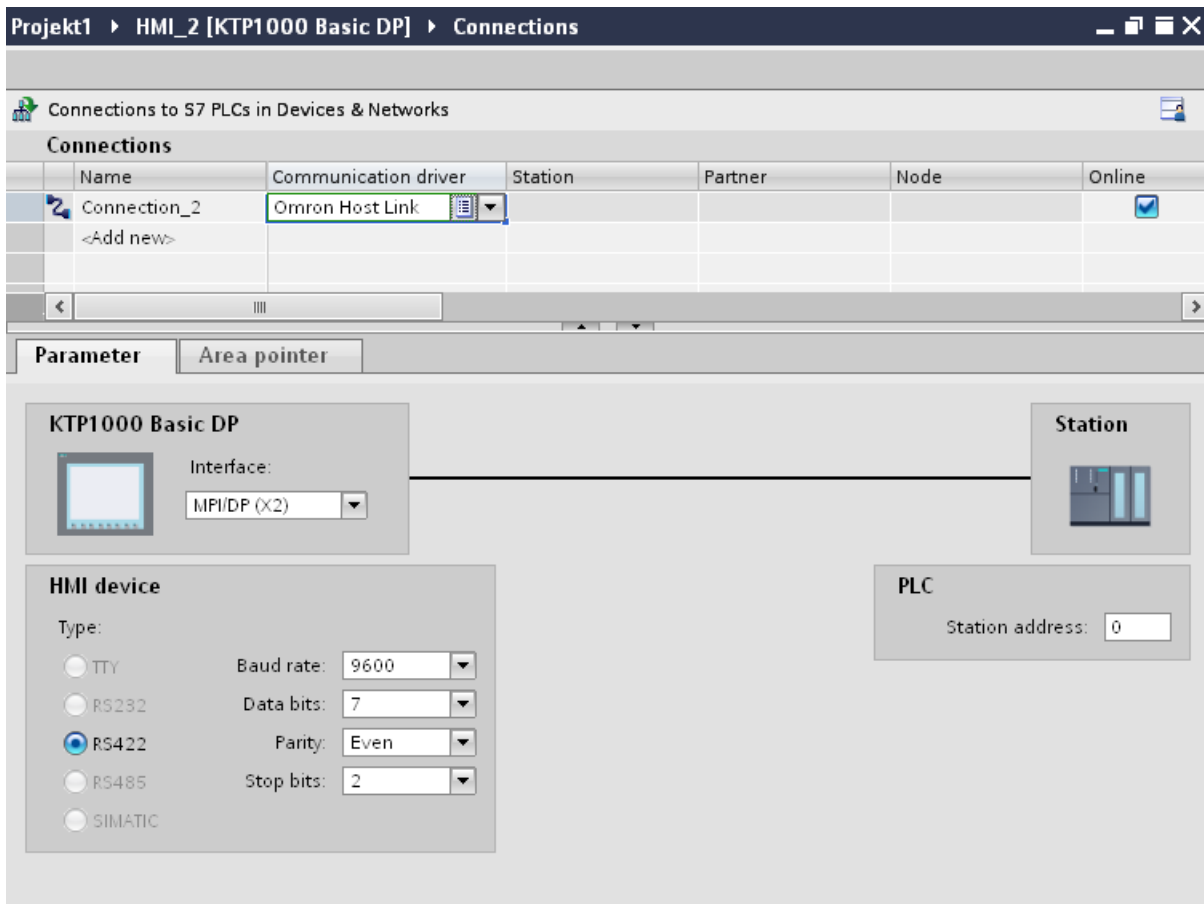 Projekt1 ▸ HMI_2 [KTP1000 Basic DP] ▸ Connections
Connections to S7 PLCs in Devices & Networks
Connections
Name Communication driver Station Partner Node Online
Connection_2 Omron Host Link
<Add new>
Parameter Area pointer
KTP1000 Basic DP Station
Interface:
MPI/DP (X2)
HMI device PLC
Type: Station address: 0
TTY Baud rate: 9600
RS232 Data bits: 7
RS422 Parity: Even
RS485 Stop bits: 2
SIMATIC